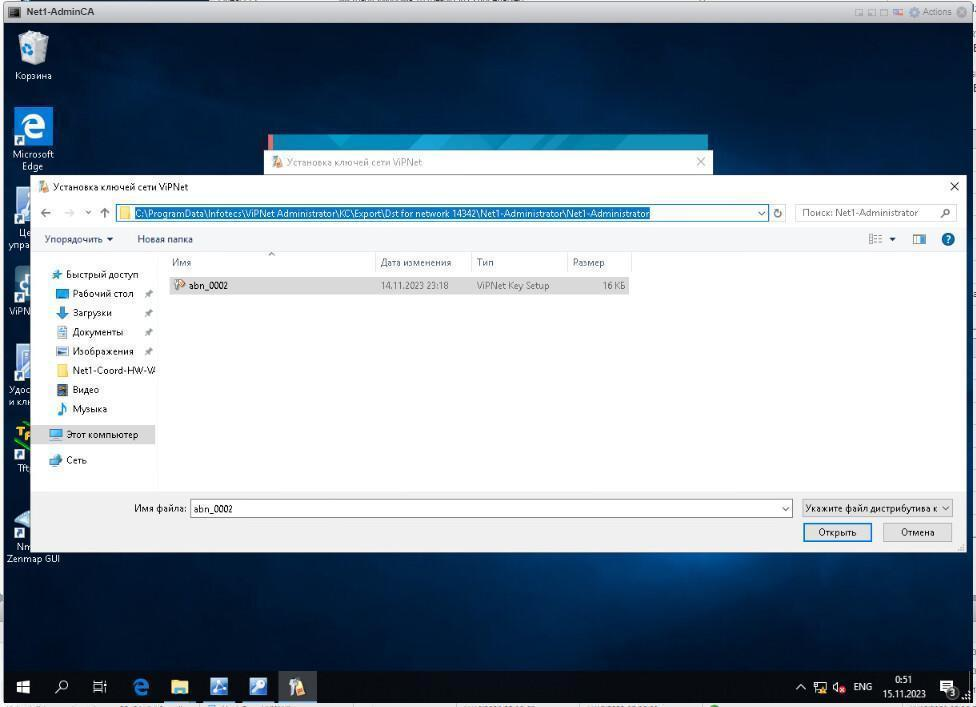 Net1-AdminCA
Actions
Корзина
Microsoft
Edge
Установка ключей сети ViPNet
Установка ключей сети ViPNet
C:\ProgramData\Infotecs\ViPNet Administrator\KC\Export\Dst for network 14342\Net1-Administrator\Net1-Administrator
Поиск: Net1-Administrator
Упорядочить
Новая папка
Имя
Дата изменения
Тип
Размер
abn_0002
14.11.2023 23:18
ViPNet Key Setup
16 КБ
Быстрый доступ
Рабочий стол
Загрузки
Документы
Изображения
Net1-Coord-HW-VA
Видео
Музыка
Этот компьютер
Сеть
Це
упра
ViPN
Удос
и кл
Tft
Nm
Zenmap GUI
Имя файла:
abn_0002
Укажите файл дистрибутива к
Открыть
Отмена
ENG
0:51
15.11.2023
3